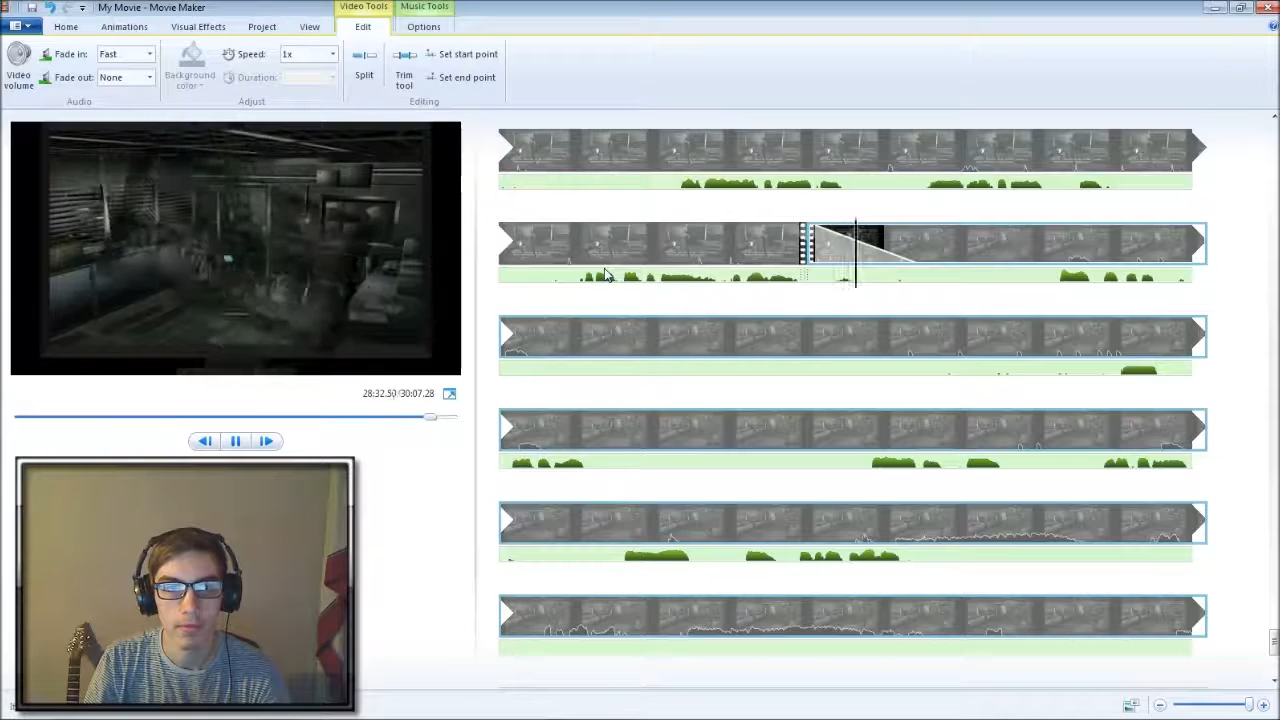 My Movie - Movie Maker
Video Tools
Music Tools
Home
Animations
Visual Effects
Project
View
Edit
Options
Video volume
Fade in: Fast
Fade out: None
Audio
Background color
Speed: 1x
Duration:
Adjust
Split
Trim tool
Set start point
Set end point
Editing
28:32.50/30:07.28